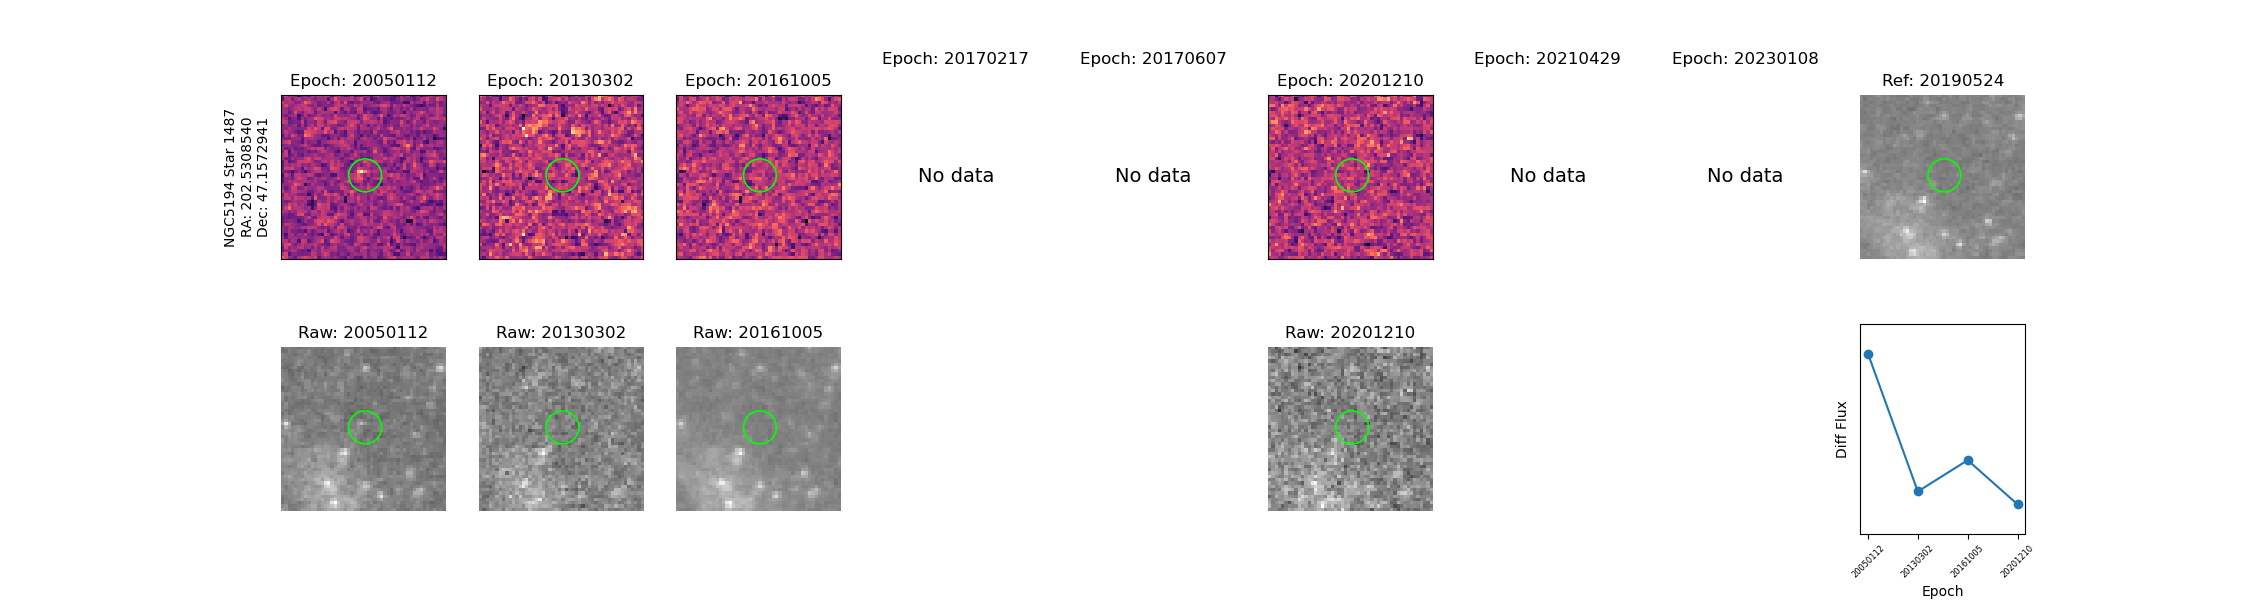 Epoch: 20050112
Epoch: 20130302
Epoch: 20161005
Epoch: 20170217
Epoch: 20170607
Epoch: 20201210
Epoch: 20210429
Epoch: 20230108
Ref: 20190524
NGC5194 Star 1487
RA: 202.5308540
Dec: 47.1572941
No data
No data
No data
No data
Raw: 20050112
Raw: 20130302
Raw: 20161005
Raw: 20201210
Diff Flux
20050112
20130302
20161005
20201210
Epoch